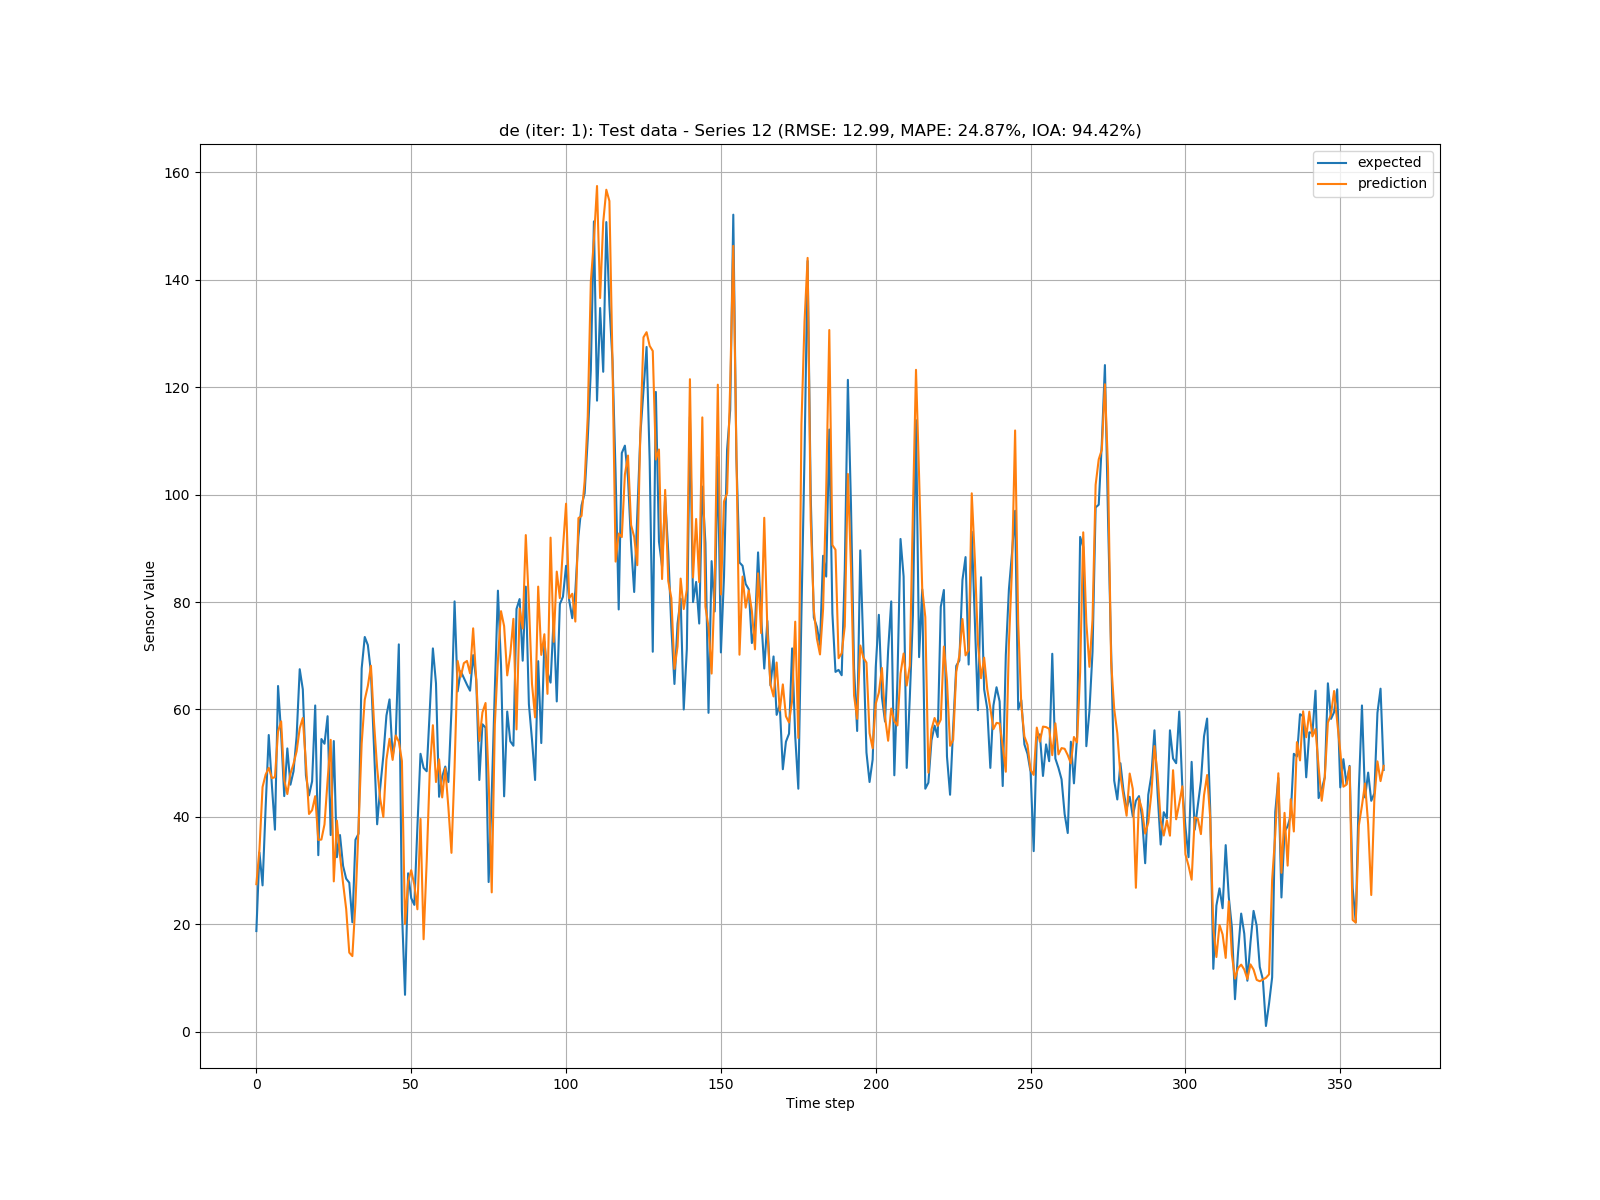 de (iter: 1): Test data - Series 12 (RMSE: 12.99, MAPE: 24.87%, IOA: 94.42%)
expected
prediction
160
140
120
100
80
60
40
20
0
Sensor Value
0 50 100 150 200 250 300 350
Time step